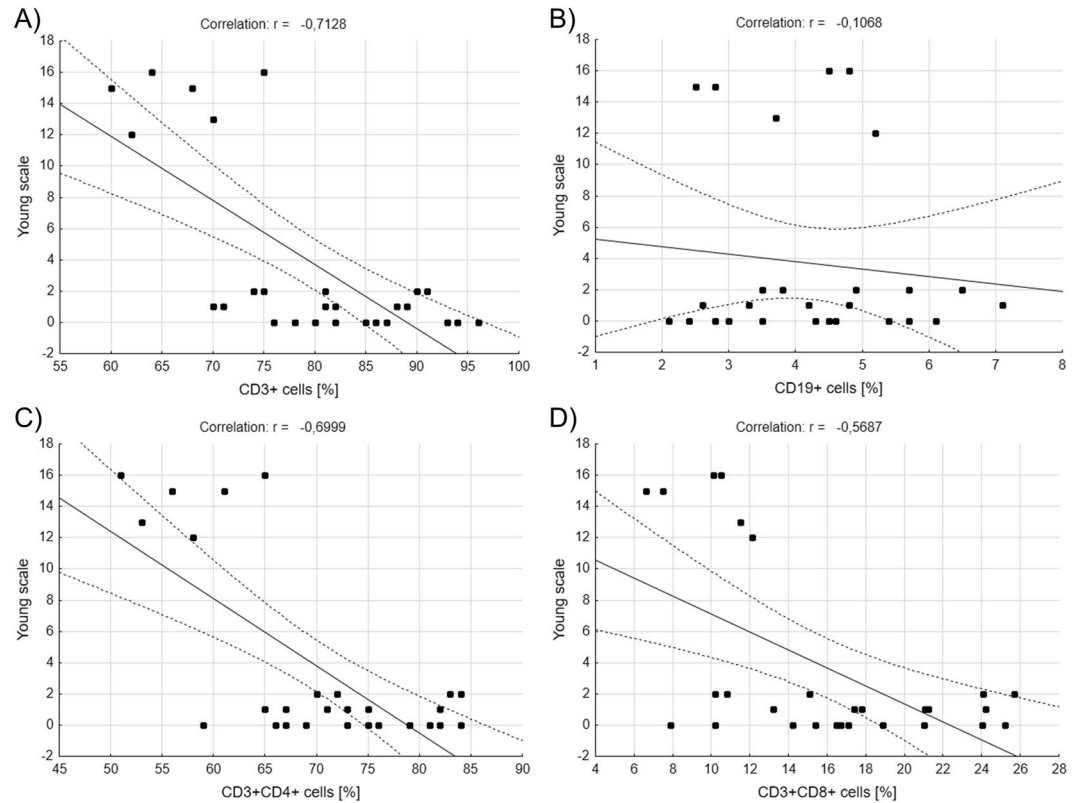 A)
Correlation: r = -0,7128
18
16
14
12
10
8
6
4
2
0
-2
Young scale
55 60 65 70 75 80 85 90 95 100
CD3+ cells [%]
B)
Correlation: r = -0,1068
18
16
14
12
10
8
6
4
2
0
-2
Young scale
1 2 3 4 5 6 7 8
CD19+ cells [%]
C)
Correlation: r = -0,6999
18
16
14
12
10
8
6
4
2
0
-2
Young scale
45 50 55 60 65 70 75 80 85 90
CD3+CD4+ cells [%]
D)
Correlation: r = -0,5687
18
16
14
12
10
8
6
4
2
0
-2
Young scale
4 6 8 10 12 14 16 18 20 22 24 26 28
CD3+CD8+ cells [%]